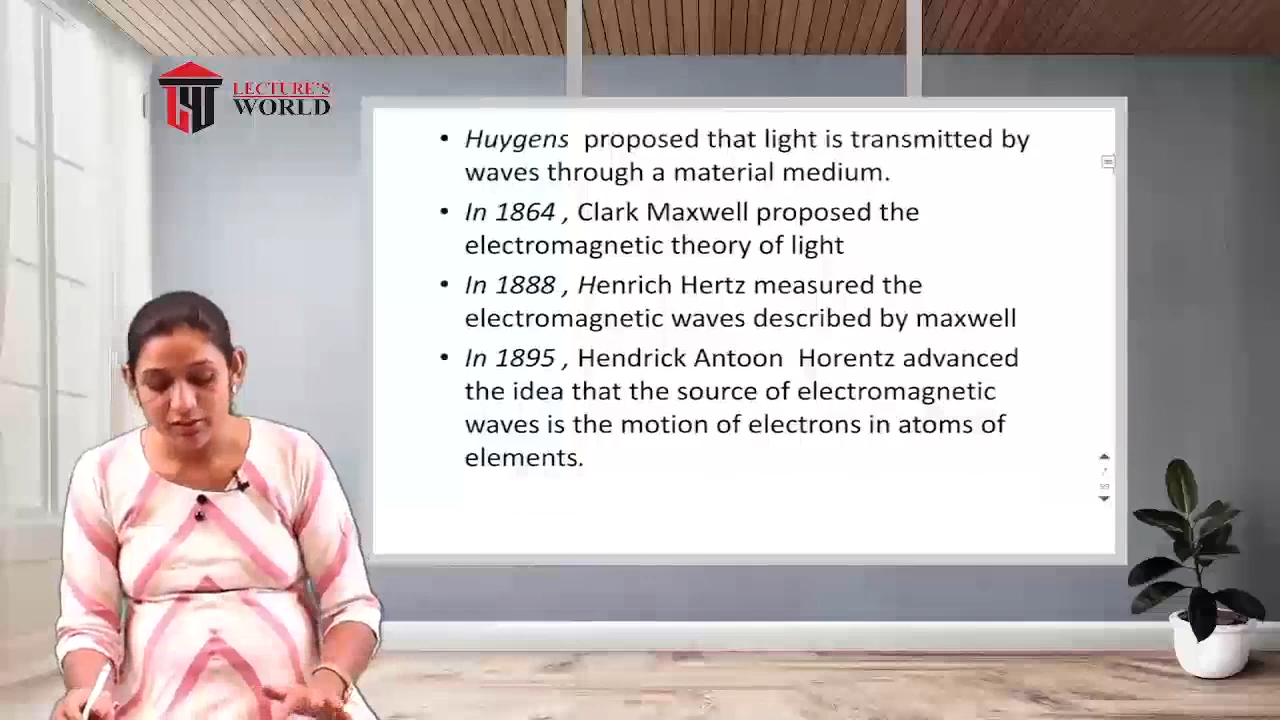 LECTURE'S
WORLD
• Huygens proposed that light is transmitted by
waves through a material medium.
• In 1864 , Clark Maxwell proposed the
electromagnetic theory of light
• In 1888 , Henrich Hertz measured the
electromagnetic waves described by maxwell
• In 1895 , Hendrick Antoon Horentz advanced
the idea that the source of electromagnetic
waves is the motion of electrons in atoms of
elements.